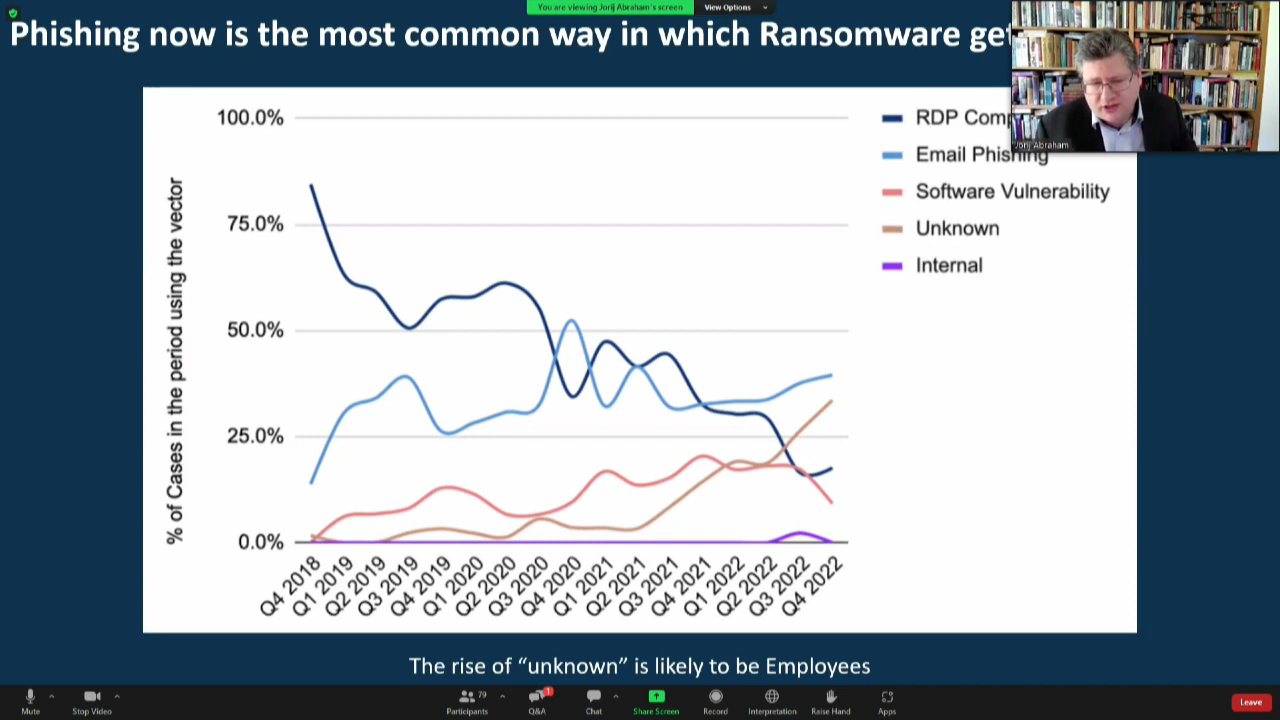 You are viewing Jorij Abraham's screen View Options
Phishing now is the most common way in which Ransomware
Jorij Abraham
% of Cases in the period using the vector
100.0%
75.0%
50.0%
25.0%
0.0%
Q4 2018
Q1 2019
Q2 2019
Q3 2019
Q4 2019
Q1 2020
Q2 2020
Q3 2020
Q4 2020
Q1 2021
Q2 2021
Q3 2021
Q4 2021
Q1 2022
Q2 2022
Q3 2022
Q4 2022
RDP
Email Phishing
Software Vulnerability
Unknown
Internal
The rise of “unknown” is likely to be Employees
Mute
Stop Video
79
Participants
1
Q&A
Chat
Share Screen
Record
Interpretation
Raise Hand
Apps
Leave